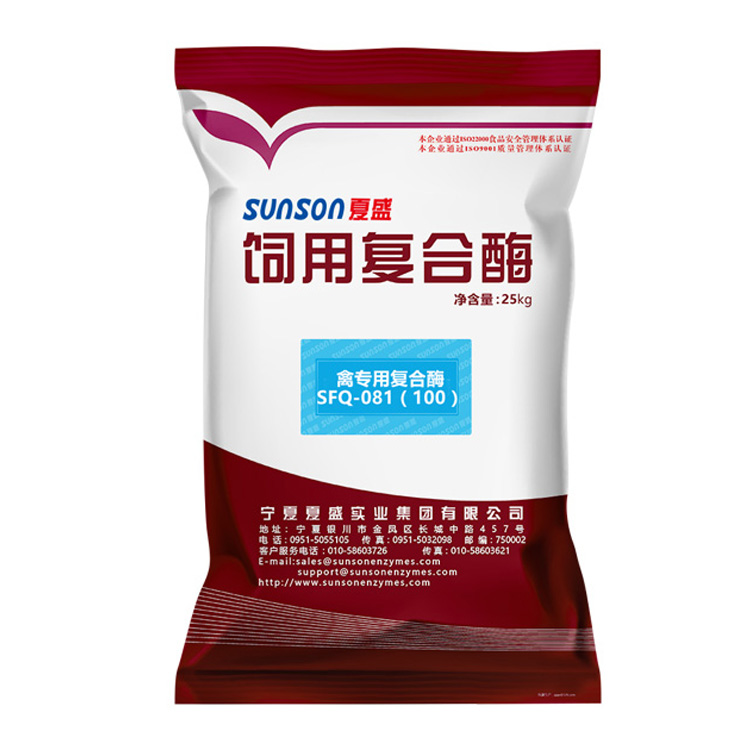 本企业通过ISO22000食品安全管理体系认证
本企业通过ISO9001质量管理体系认证
sunson夏盛
饲用复合酶
净含量:25kg
禽专用复合酶
SFQ-081(100)
宁夏夏盛实业集团有限公司
地址:宁夏银川市金凤区长城中路457号
电话:0951-5055105 传真:0951-5032098 邮编:750002
客户服务电话:010-58603726 传真:010-58603621
E-mail:sales@sunsonenzymes.com
support@sunsonenzymes.com
http://www.sunsonenzymes.com